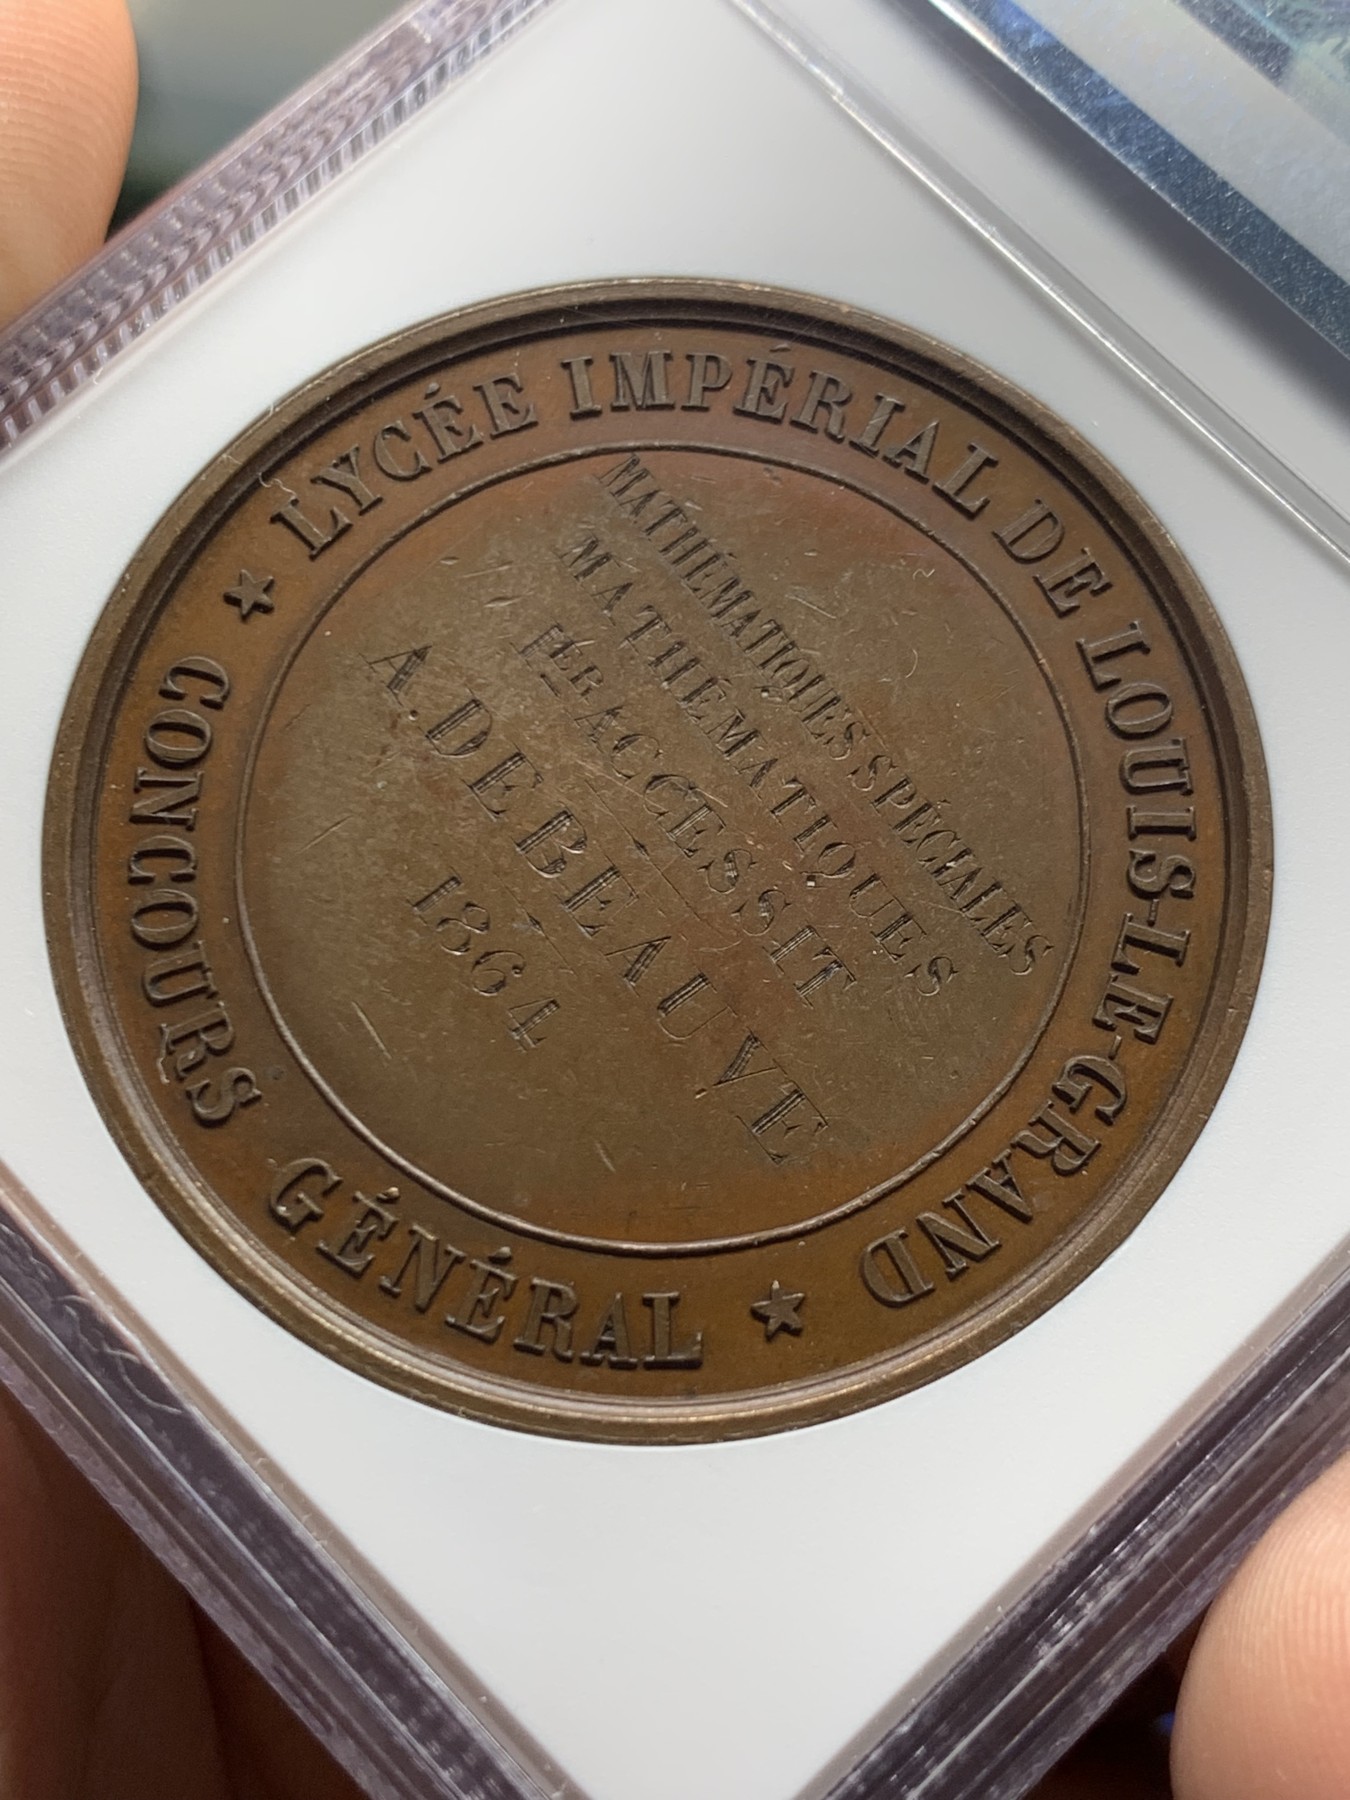 ★ LYCÉE IMPÉRIAL DE LOUIS-LE-GRAND ★
CONCOURS GÉNÉRAL
MATHÉMATIQUES SPÉCIALES
MATHÉMATIQUES
1ER ACCESSIT
A. DEBEAUVE
1864